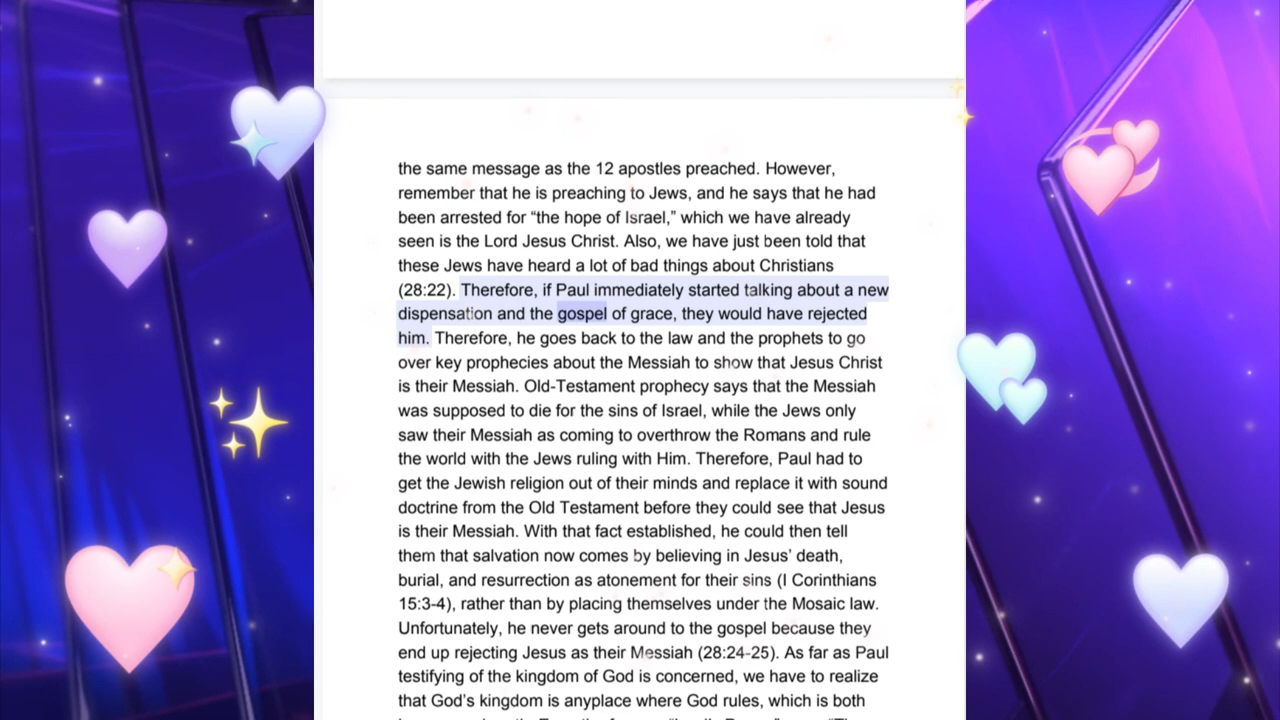 the same message as the 12 apostles preached. However,
remember that he is preaching to Jews, and he says that he had
been arrested for “the hope of Israel,” which we have already
seen is the Lord Jesus Christ. Also, we have just been told that
these Jews have heard a lot of bad things about Christians
(28:22). Therefore, if Paul immediately started talking about a new
dispensation and the gospel of grace, they would have rejected
him. Therefore, he goes back to the law and the prophets to go
over key prophecies about the Messiah to show that Jesus Christ
is their Messiah. Old-Testament prophecy says that the Messiah
was supposed to die for the sins of Israel, while the Jews only
saw their Messiah as coming to overthrow the Romans and rule
the world with the Jews ruling with Him. Therefore, Paul had to
get the Jewish religion out of their minds and replace it with sound
doctrine from the Old Testament before they could see that Jesus
is their Messiah. With that fact established, he could then tell
them that salvation now comes by believing in Jesus’ death,
burial, and resurrection as atonement for their sins (I Corinthians
15:3-4), rather than by placing themselves under the Mosaic law.
Unfortunately, he never gets around to the gospel because they
end up rejecting Jesus as their Messiah (28:24-25). As far as Paul
testifying of the kingdom of God is concerned, we have to realize
that God’s kingdom is anyplace where God rules, which is both